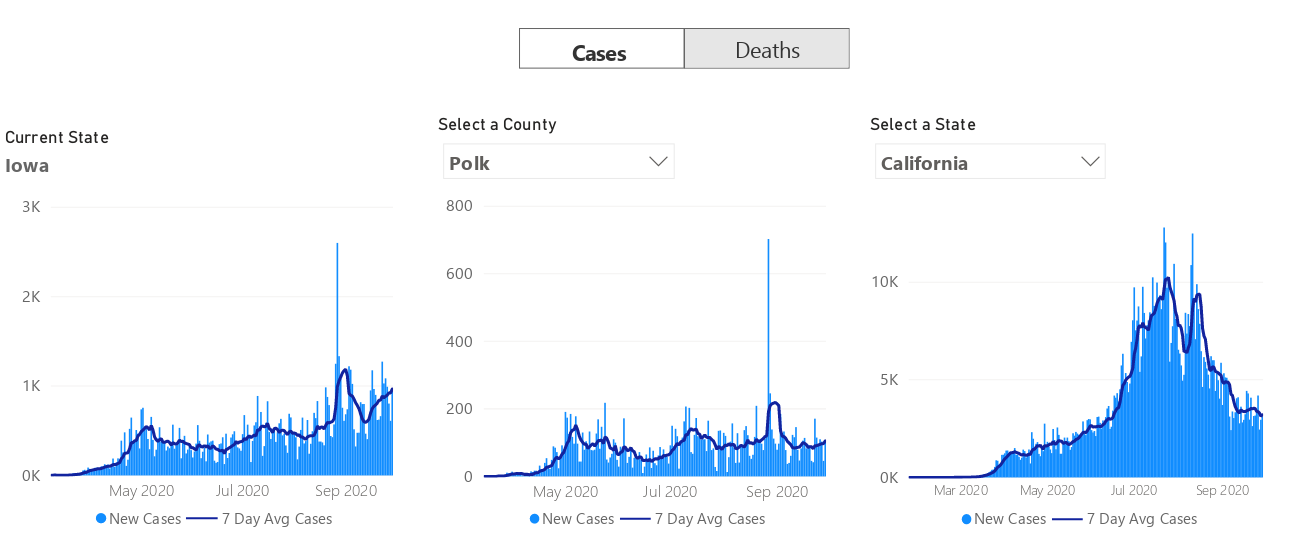 Cases
Deaths
Current State
Iowa
3K
2K
1K
0K
May 2020
Jul 2020
Sep 2020
New Cases
7 Day Avg Cases
Select a County
Polk
800
600
400
200
0
May 2020
Jul 2020
Sep 2020
New Cases
7 Day Avg Cases
Select a State
California
10K
5K
0K
Mar 2020
May 2020
Jul 2020
Sep 2020
New Cases
7 Day Avg Cases